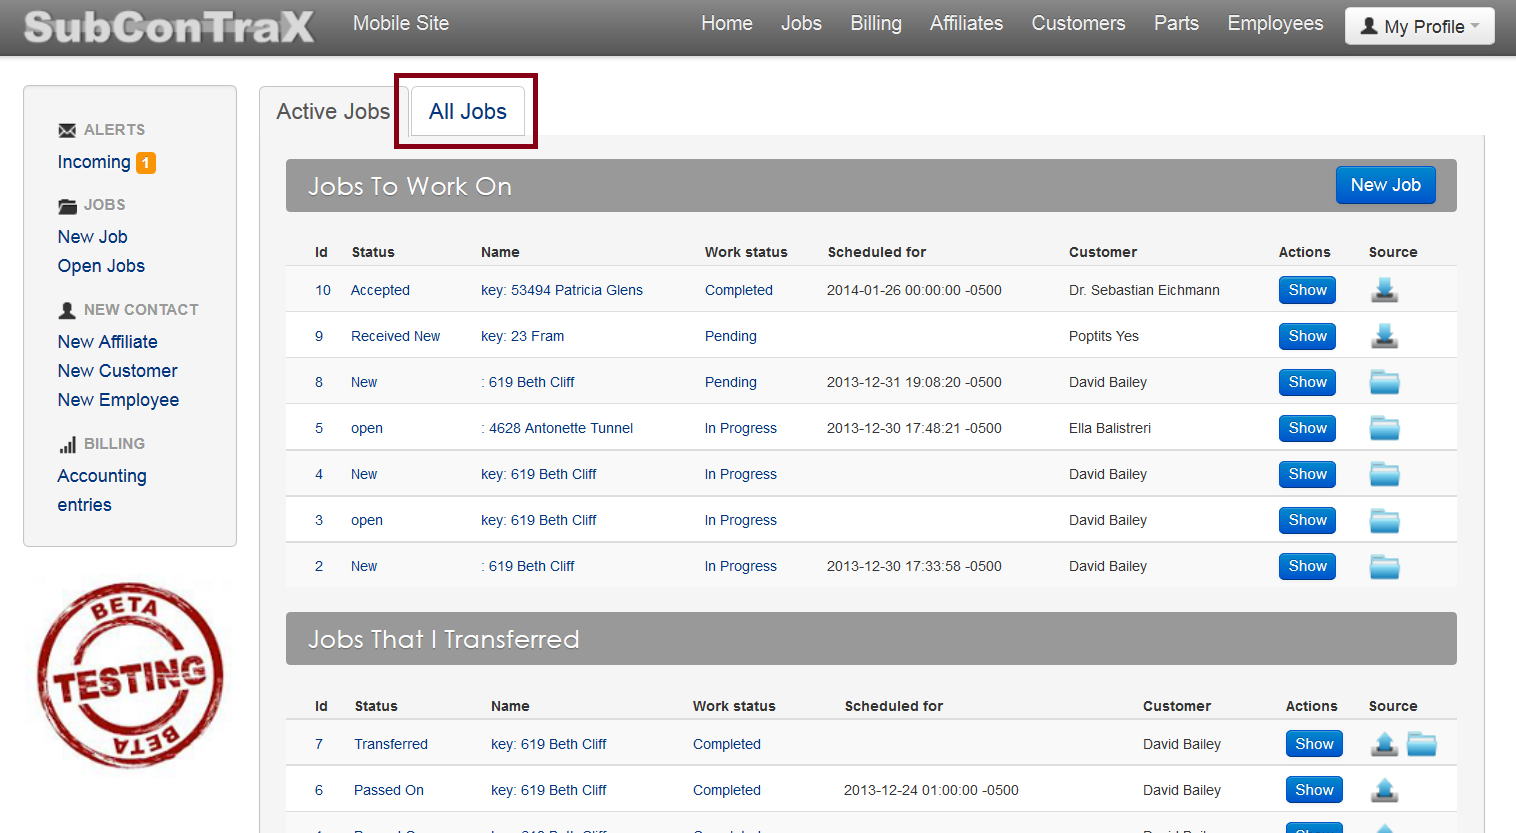 SubConTraX Mobile Site Home Jobs Billing Affiliates Customers Parts Employees My Profile
Active Jobs All Jobs
ALERTS
Incoming 1
JOBS
New Job
Open Jobs
NEW CONTACT
New Affiliate
New Customer
New Employee
BILLING
Accounting
entries
BETA
TESTING
BETA
Jobs To Work On New Job
Id Status Name Work status Scheduled for Customer Actions Source
10 Accepted key: 53494 Patricia Glens Completed 2014-01-26 00:00:00 -0500 Dr. Sebastian Eichmann Show
9 Received New key: 23 Fram Pending Poptits Yes Show
8 New : 619 Beth Cliff Pending 2013-12-31 19:08:20 -0500 David Bailey Show
5 open : 4628 Antonette Tunnel In Progress 2013-12-30 17:48:21 -0500 Ella Balistreri Show
4 New key: 619 Beth Cliff In Progress David Bailey Show
3 open key: 619 Beth Cliff In Progress David Bailey Show
2 New : 619 Beth Cliff In Progress 2013-12-30 17:33:58 -0500 David Bailey Show
Jobs That I Transferred
Id Status Name Work status Scheduled for Customer Actions Source
7 Transferred key: 619 Beth Cliff Completed David Bailey Show
6 Passed On key: 619 Beth Cliff Completed 2013-12-24 01:00:00 -0500 David Bailey Show